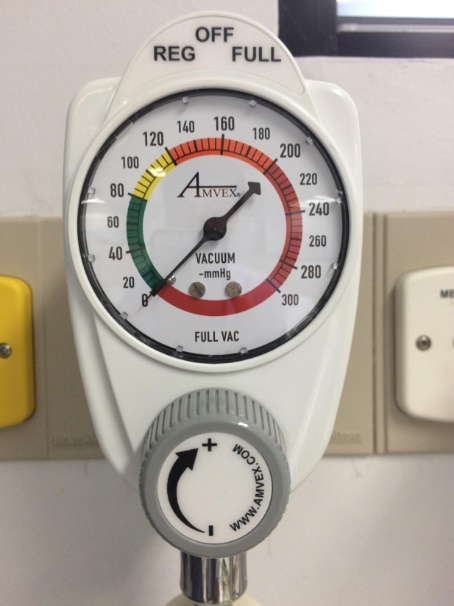 OFF
REG FULL
160
140 180
120 200
100 220
80 240
60 260
40 280
20 300
0
AMVEX®
VACUUM
-mmHg
FULL VAC
+
-
WWW.AMVEX.COM
ME